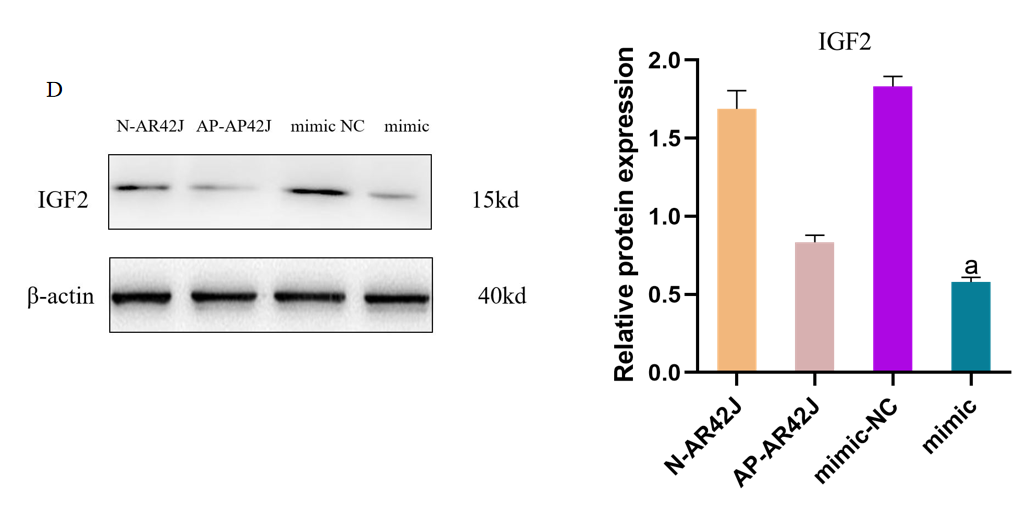 D
N-AR42J AP-AP42J mimic NC mimic
IGF2 15kd
β-actin 40kd
IGF2
Relative protein expression
2.0
1.5
1.0
0.5
0.0
a
N-AR42J
AP-AR42J
mimic-NC
mimic